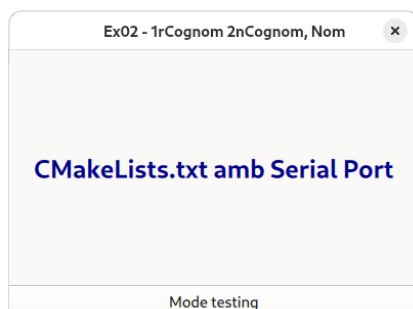 Ex02 - 1rCognom 2nCognom, Nom
CMakeLists.txt amb Serial Port
Mode testing